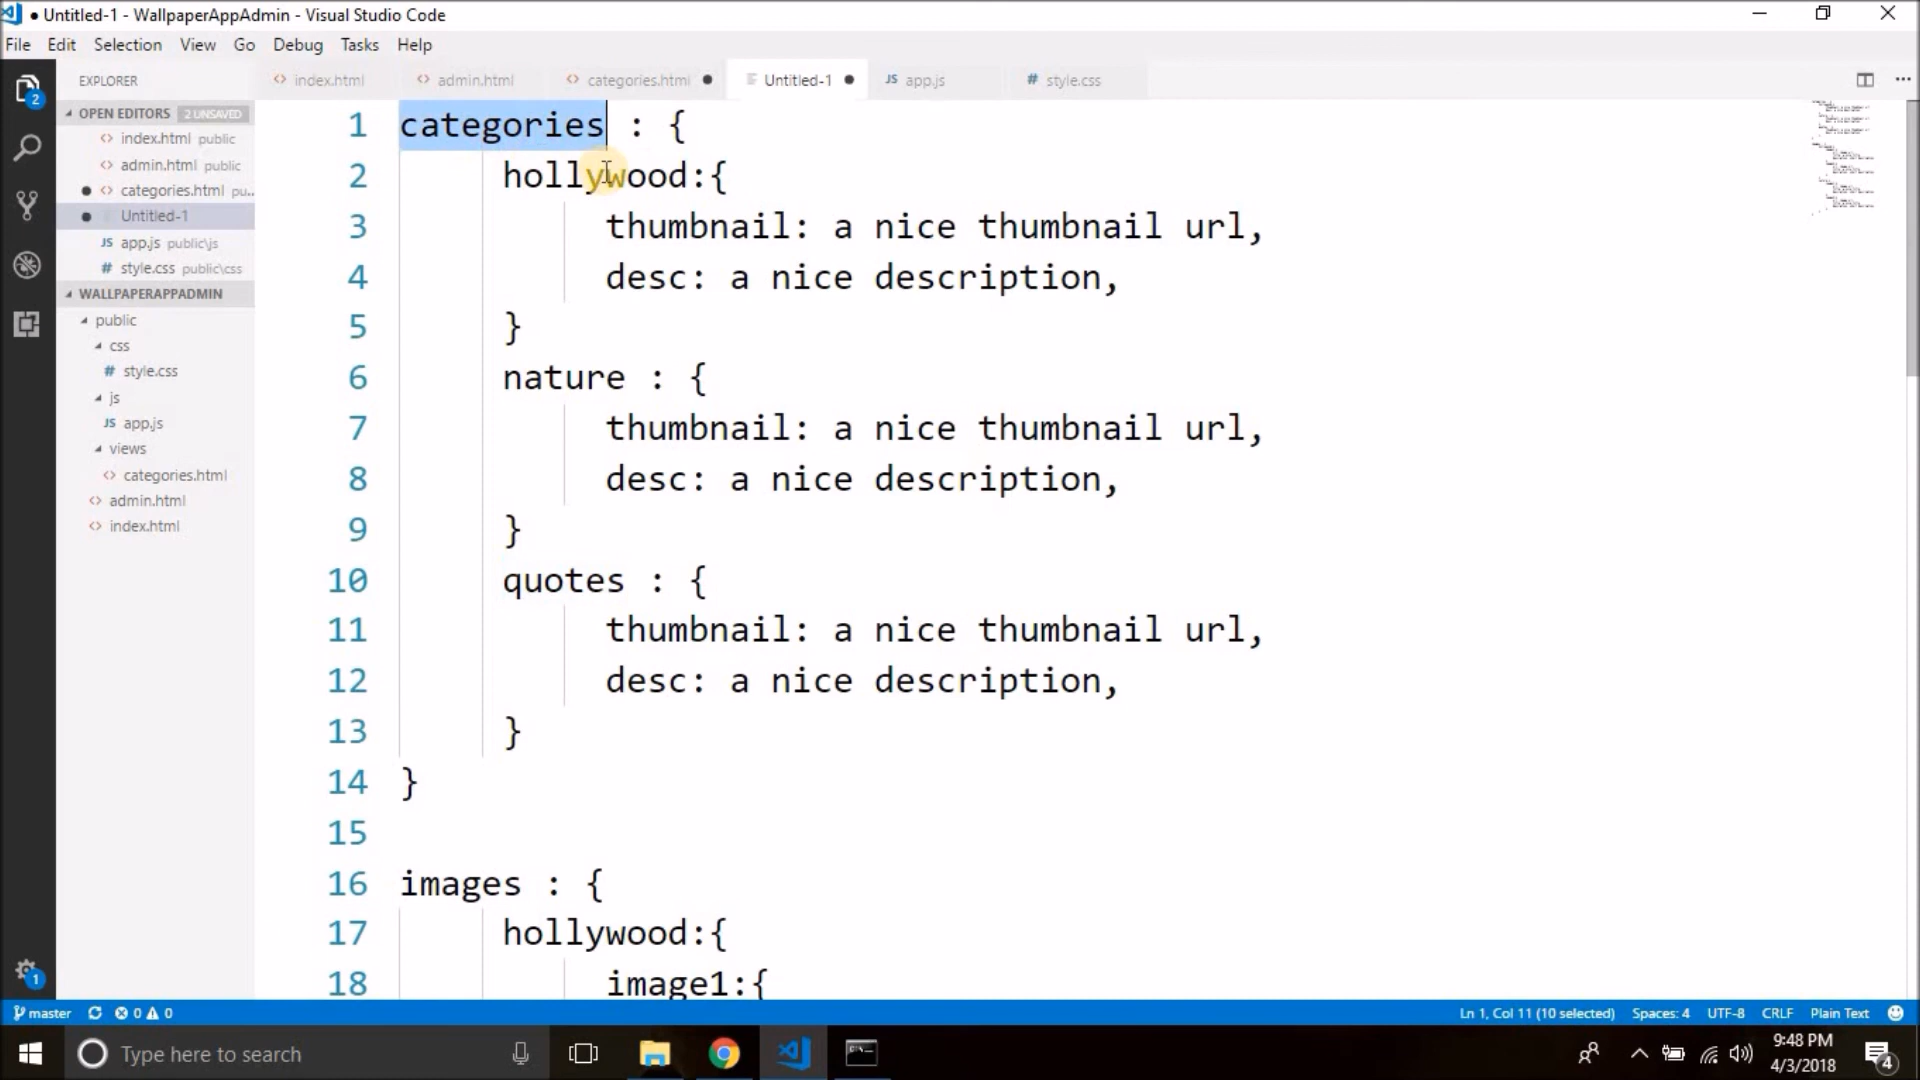 ● Untitled-1 - WallpaperAppAdmin - Visual Studio Code
File Edit Selection View Go Debug Tasks Help
EXPLORER
index.html
admin.html
categories.html
Untitled-1
JS app.js
# style.css
OPEN EDITORS 2 UNSAVED
index.html public
admin.html public
categories.html pu...
Untitled-1
JS app.js public\js
# style.css public\css
WALLPAPERAPPADMIN
public
css
# style.css
js
JS app.js
views
categories.html
admin.html
index.html
2
1
1 categories : {
2 hollywood:{
3 thumbnail: a nice thumbnail url,
4 desc: a nice description,
5 }
6 nature : {
7 thumbnail: a nice thumbnail url,
8 desc: a nice description,
9 }
10 quotes : {
11 thumbnail: a nice thumbnail url,
12 desc: a nice description,
13 }
14 }
15
16 images : {
17 hollywood:{
18 image1:{
master 0 0 Ln 1, Col 11 (10 selected) Spaces: 4 UTF-8 CRLF Plain Text
Type here to search
9:48 PM
4/3/2018
4